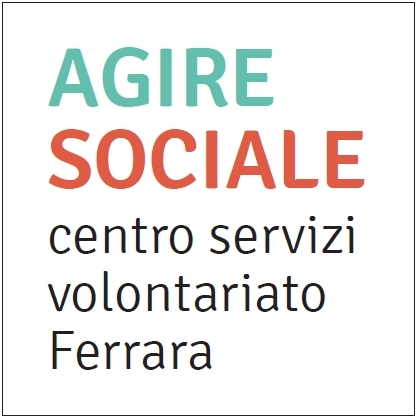 AGIRE
SOCIALE
centro servizi
volontariato
Ferrara